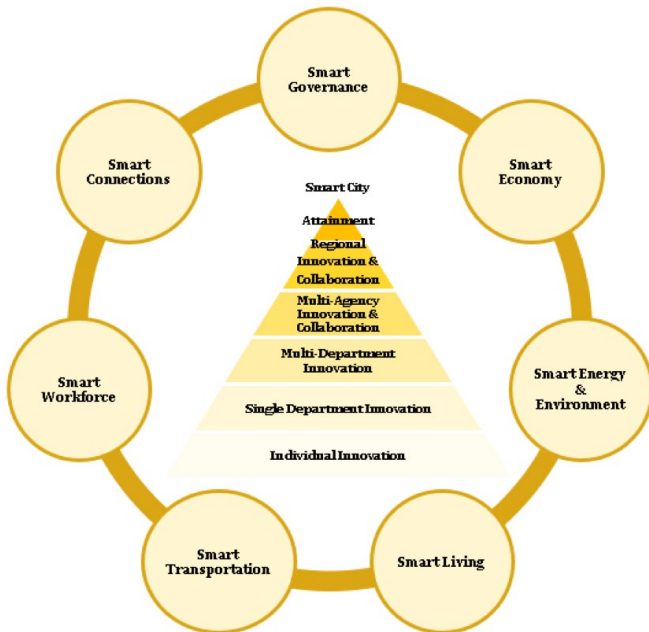 Smart
Governance
Smart
Connections
Smart
Economy
Smart City
Attainment
Regional
Innovation &
Collaboration
Multi-Agency
Innovation &
Collaboration
Multi-Department
Innovation
Single Department Innovation
Individual Innovation
Smart
Workforce
Smart Energy
&
Environment
Smart
Transportation
Smart Living